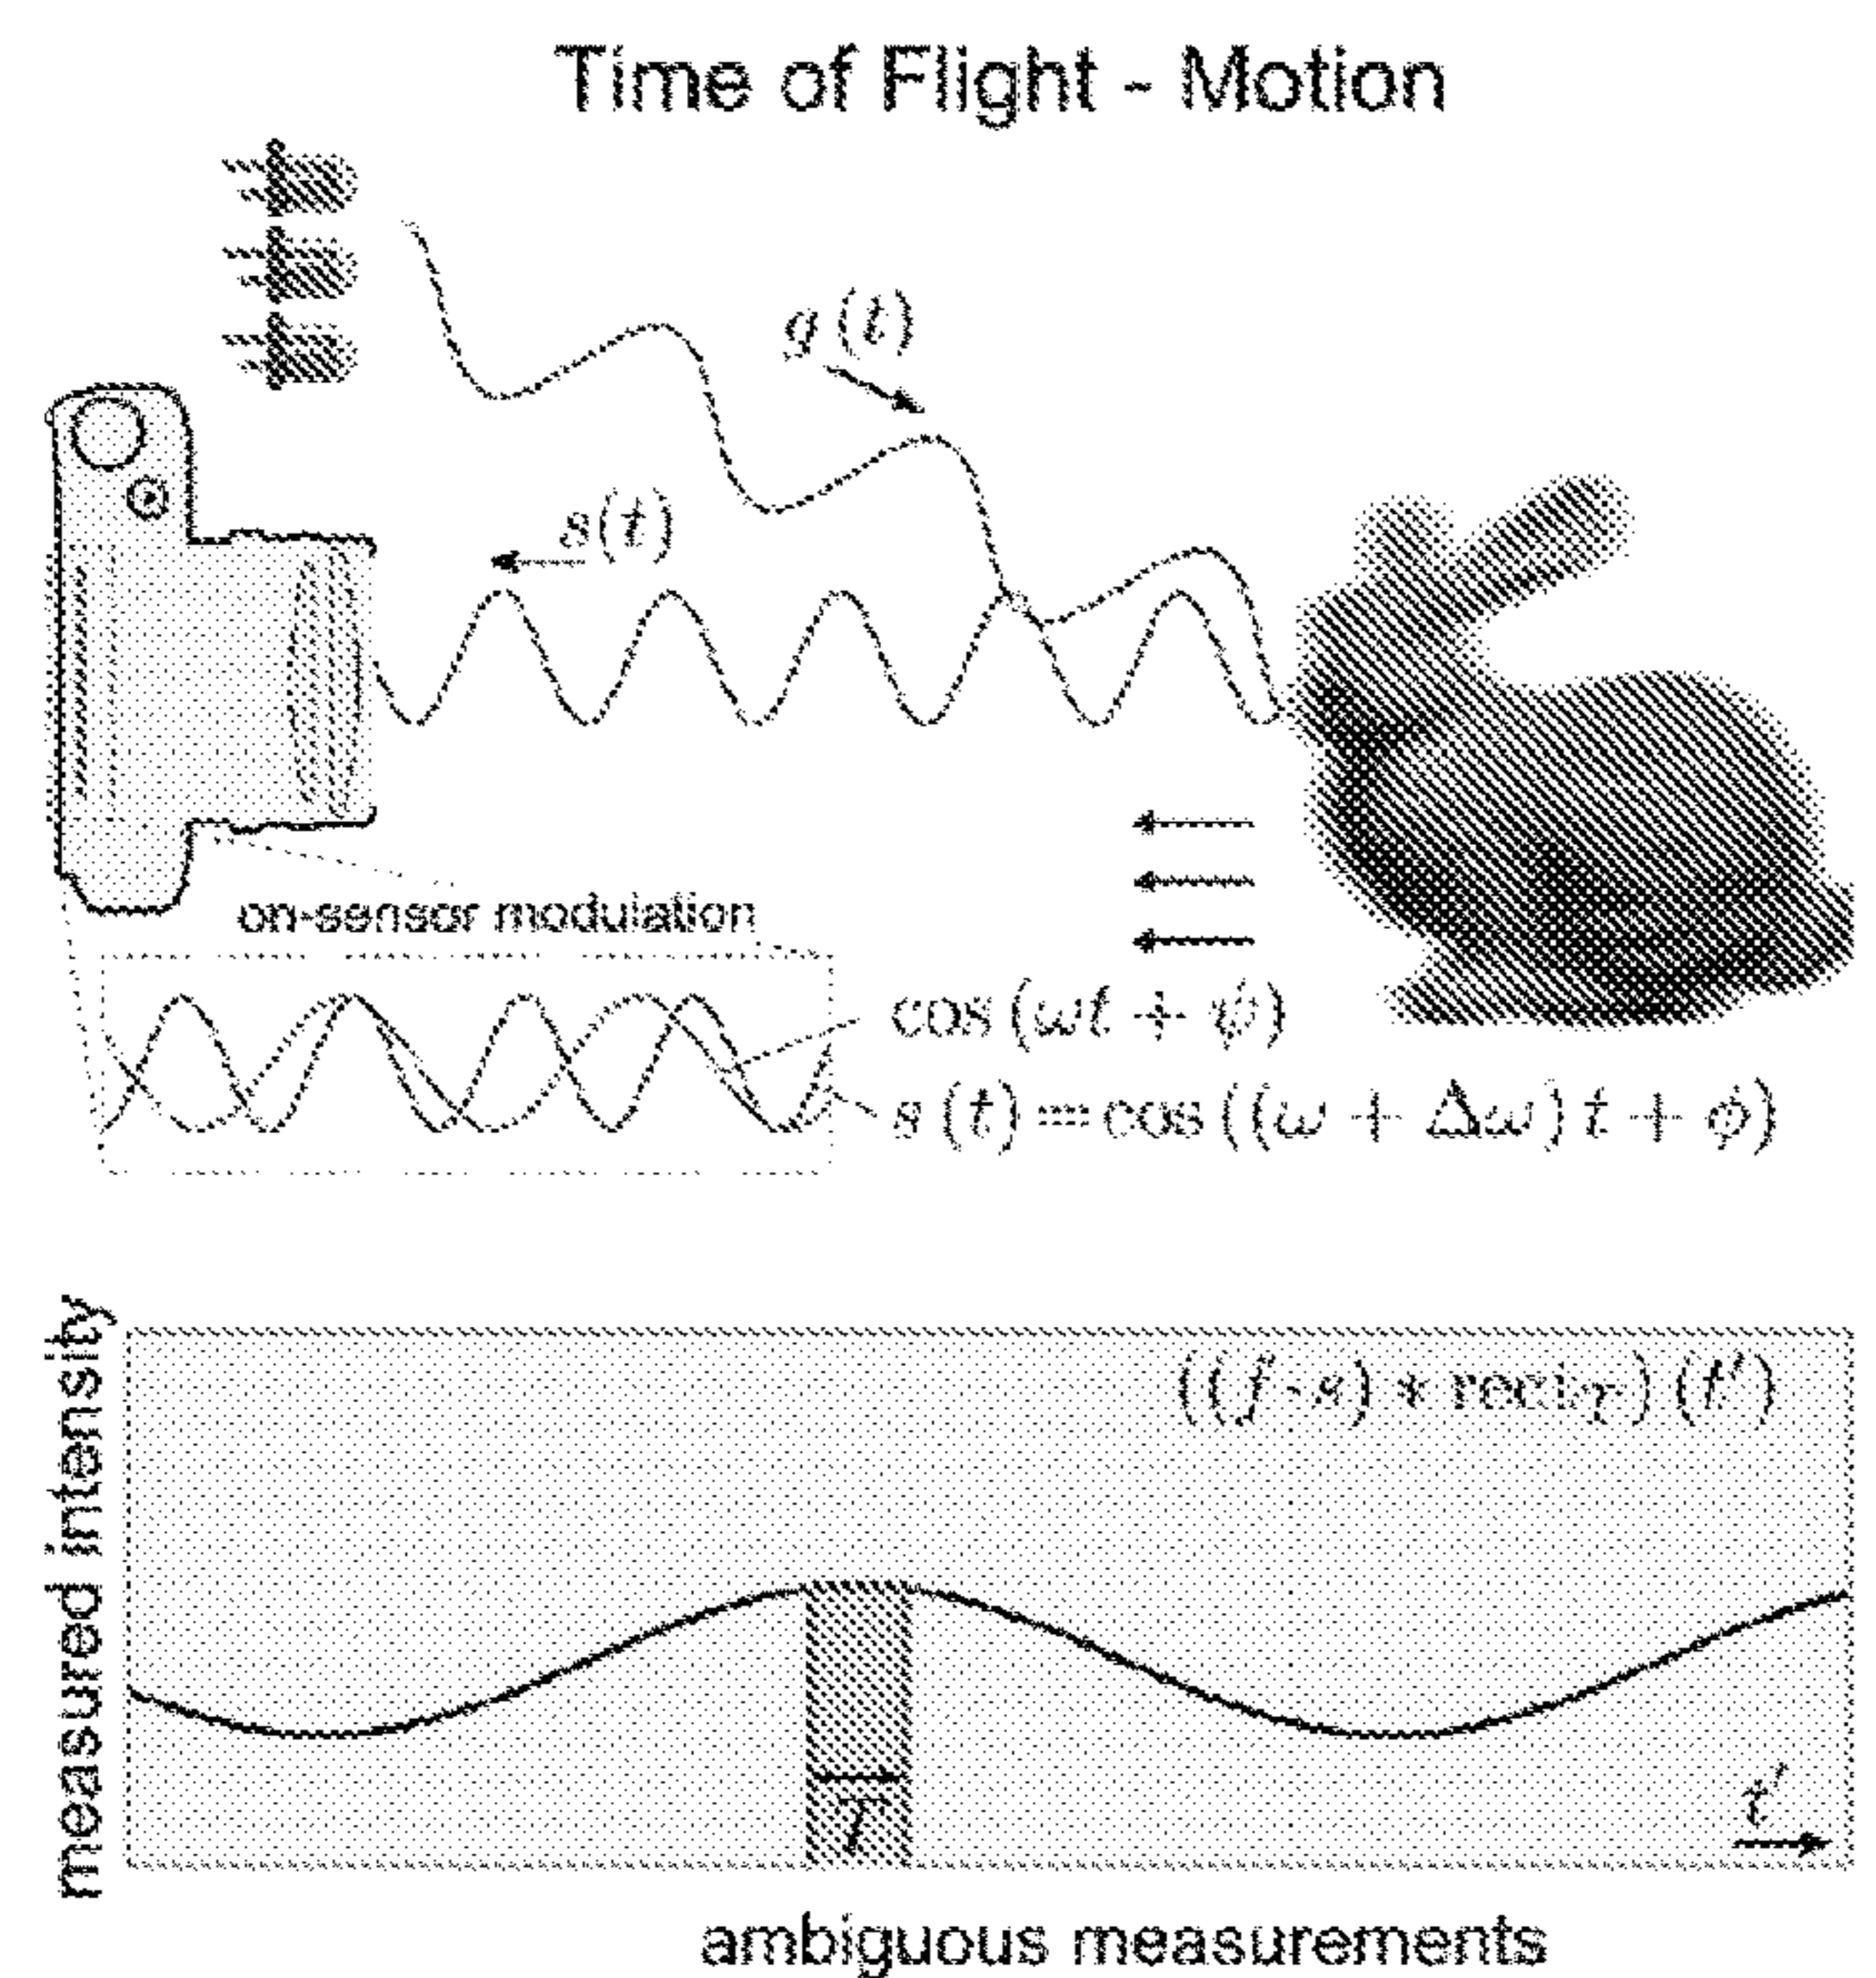 Time of Flight - Motion
g (t)
s(t)
on-sensor modulation
cos (ωt + ψ)
s (t) = cos ((ω + Δω) t + ϕ)
measured intensity
((f · s) * rect_T) (t′)
T
t′
ambiguous measurements